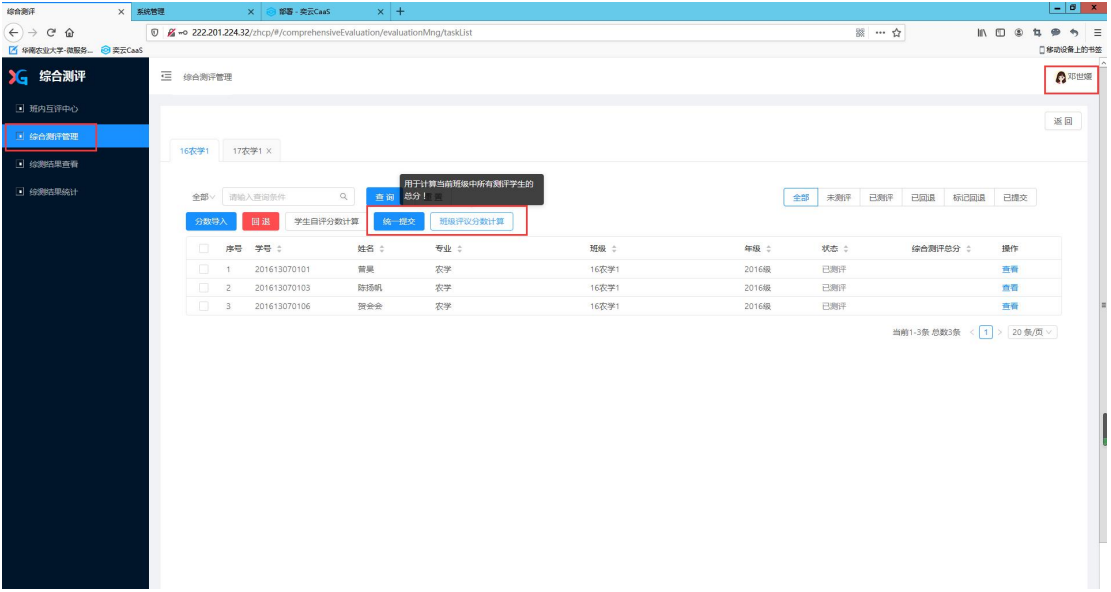 综合测评
系统管理
部署 - 奕云CaaS
222.201.224.32/zhcp/#/comprehensiveEvaluation/evaluationMng/taskList
华南农业大学-微服务...
奕云CaaS
移动设备上的书签
综合测评
综合测评管理
邓世媛
班内互评中心
综合测评管理
综测结果查看
综测结果统计
返 回
16农学1
17农学1
用于计算当前班级中所有测评学生的
总分！
全部
请输入查询条件
查 询
全部
未测评
已测评
已回退
标记回退
已提交
分数导入
回 退
学生自评分数计算
统一提交
班级评议分数计算
序号 学号 姓名 专业 班级 年级 状态 综合测评总分 操作
1 201613070101 曾昊 农学 16农学1 2016级 已测评 查看
2 201613070103 陈扬帆 农学 16农学1 2016级 已测评 查看
3 201613070106 贺会会 农学 16农学1 2016级 已测评 查看
当前1-3条 总数3条 1 20 条/页